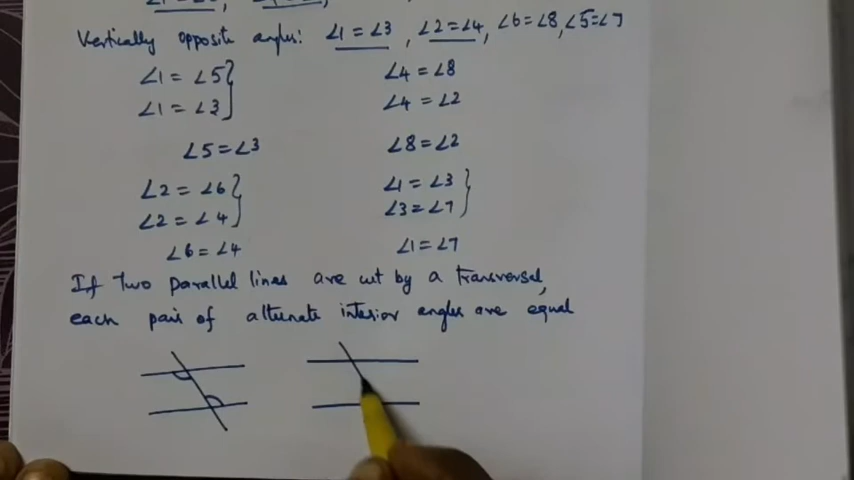 Vertically opposite angles: ∠1 = ∠3, ∠2=∠4, ∠6=∠8, ∠5=∠7
∠1 = ∠5 ∠4 = ∠8
∠1 = ∠3 ∠4 = ∠2
∠5 = ∠3 ∠8 = ∠2
∠2 = ∠6 ∠1 = ∠3
∠2 = ∠4 ∠3 = ∠7
∠6 = ∠4 ∠1 = ∠7
If Two parallel lines are cut by a transversal,
each pair of alternate interior angles are equal